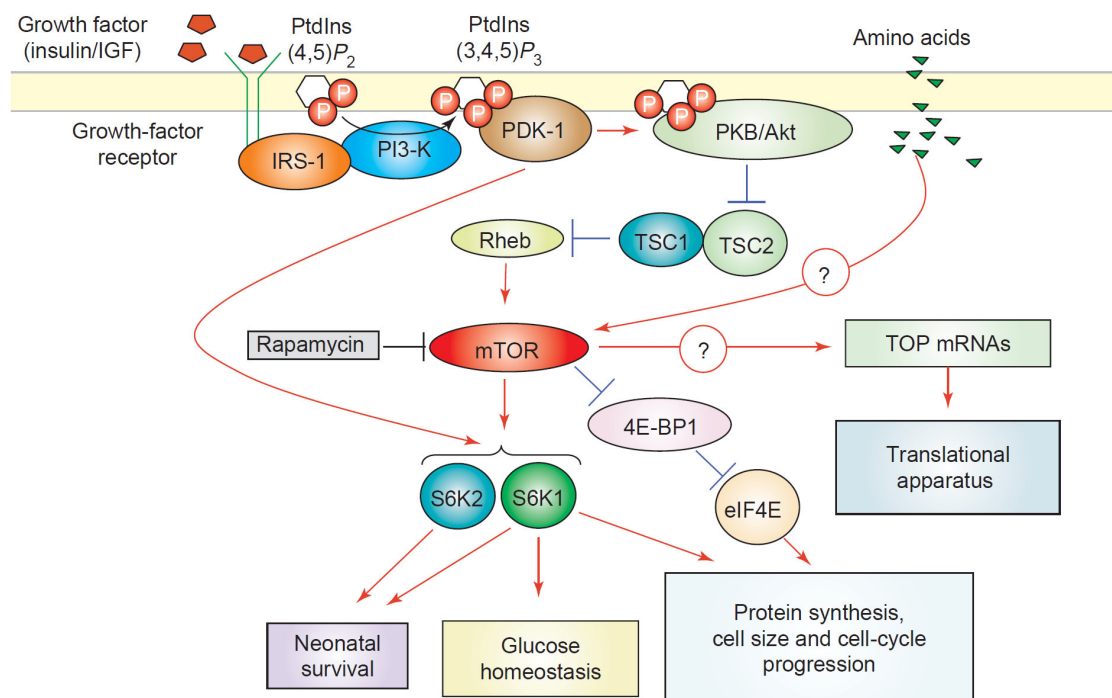 Growth factor
(insulin/IGF)
PtdIns
(4,5)P2
PtdIns
(3,4,5)P3
Amino acids
P
P
P
P
P
P
P
P
Growth-factor
receptor
IRS-1
PI3-K
PDK-1
PKB/Akt
Rheb
TSC1
TSC2
?
Rapamycin
mTOR
?
TOP mRNAs
4E-BP1
Translational
apparatus
S6K2
S6K1
eIF4E
Neonatal
survival
Glucose
homeostasis
Protein synthesis,
cell size and cell-cycle
progression